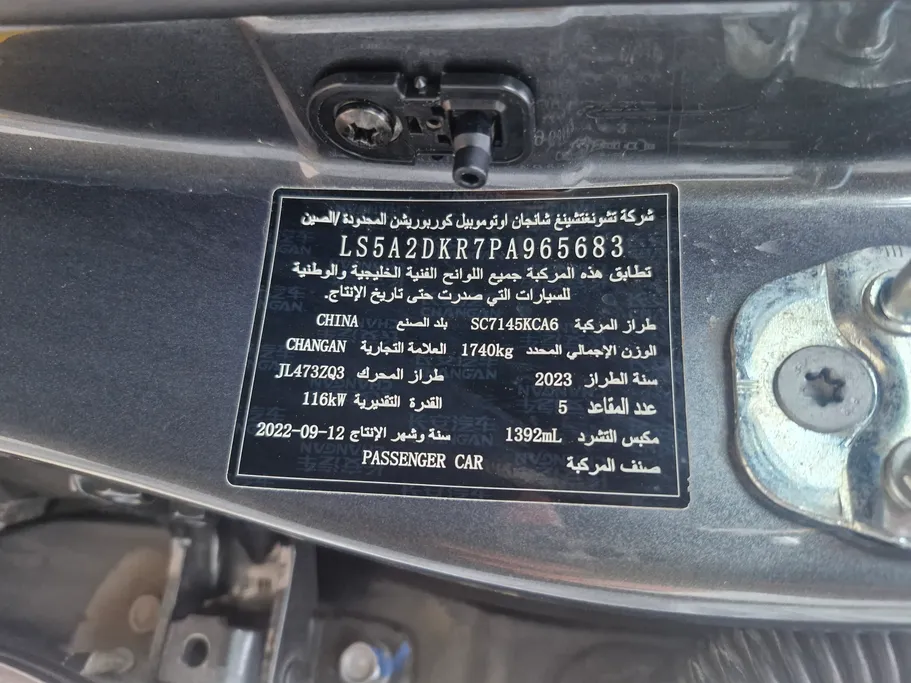 شركة تشونغتشينغ شانجان اوتوموبيل كوربوريشن المحدودة /الصين
LS5A2DKR7PA965683
تطابق هذه المركبة جميع اللوائح الفنية الخليجية والوطنية
للسيارات التي صدرت حتى تاريخ الإنتاج.
طراز المركبة SC7145KCA6 بلد الصنع CHINA
الوزن الإجمالي المحدد 1740kg العلامة التجارية CHANGAN
سنة الطراز 2023 طراز المحرك JL473ZQ3
عدد المقاعد 5 القدرة التقديرية 116kW
مكبس التشرد 1392mL سنة وشهر الإنتاج 2022-09-12
صنف المركبة PASSENGER CAR